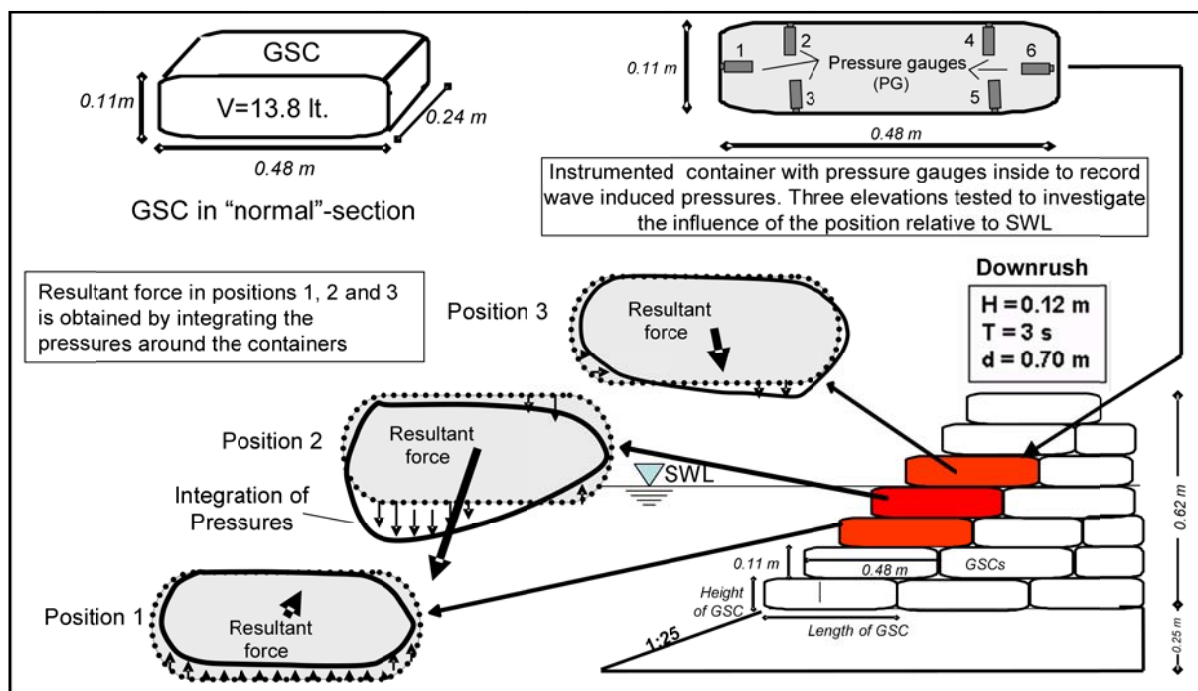 GSC
V=13.8 lt.
0.11m
0.24 m
0.48 m
GSC in “normal”-section
1
2
3
4
5
6
Pressure gauges
(PG)
0.11 m
0.48 m
Instrumented container with pressure gauges inside to record
wave induced pressures. Three elevations tested to investigate
the influence of the position relative to SWL
Resultant force in positions 1, 2 and 3
is obtained by integrating the
pressures around the containers
Downrush
H = 0.12 m
T = 3 s
d = 0.70 m
Position 3
Resultant
force
Position 2
Resultant
force
Integration of
Pressures
Position 1
Resultant
force
SWL
0.11 m
0.48 m
GSCs
Height
of GSC
Length of GSC
1:25
0.62 m
0.25 m